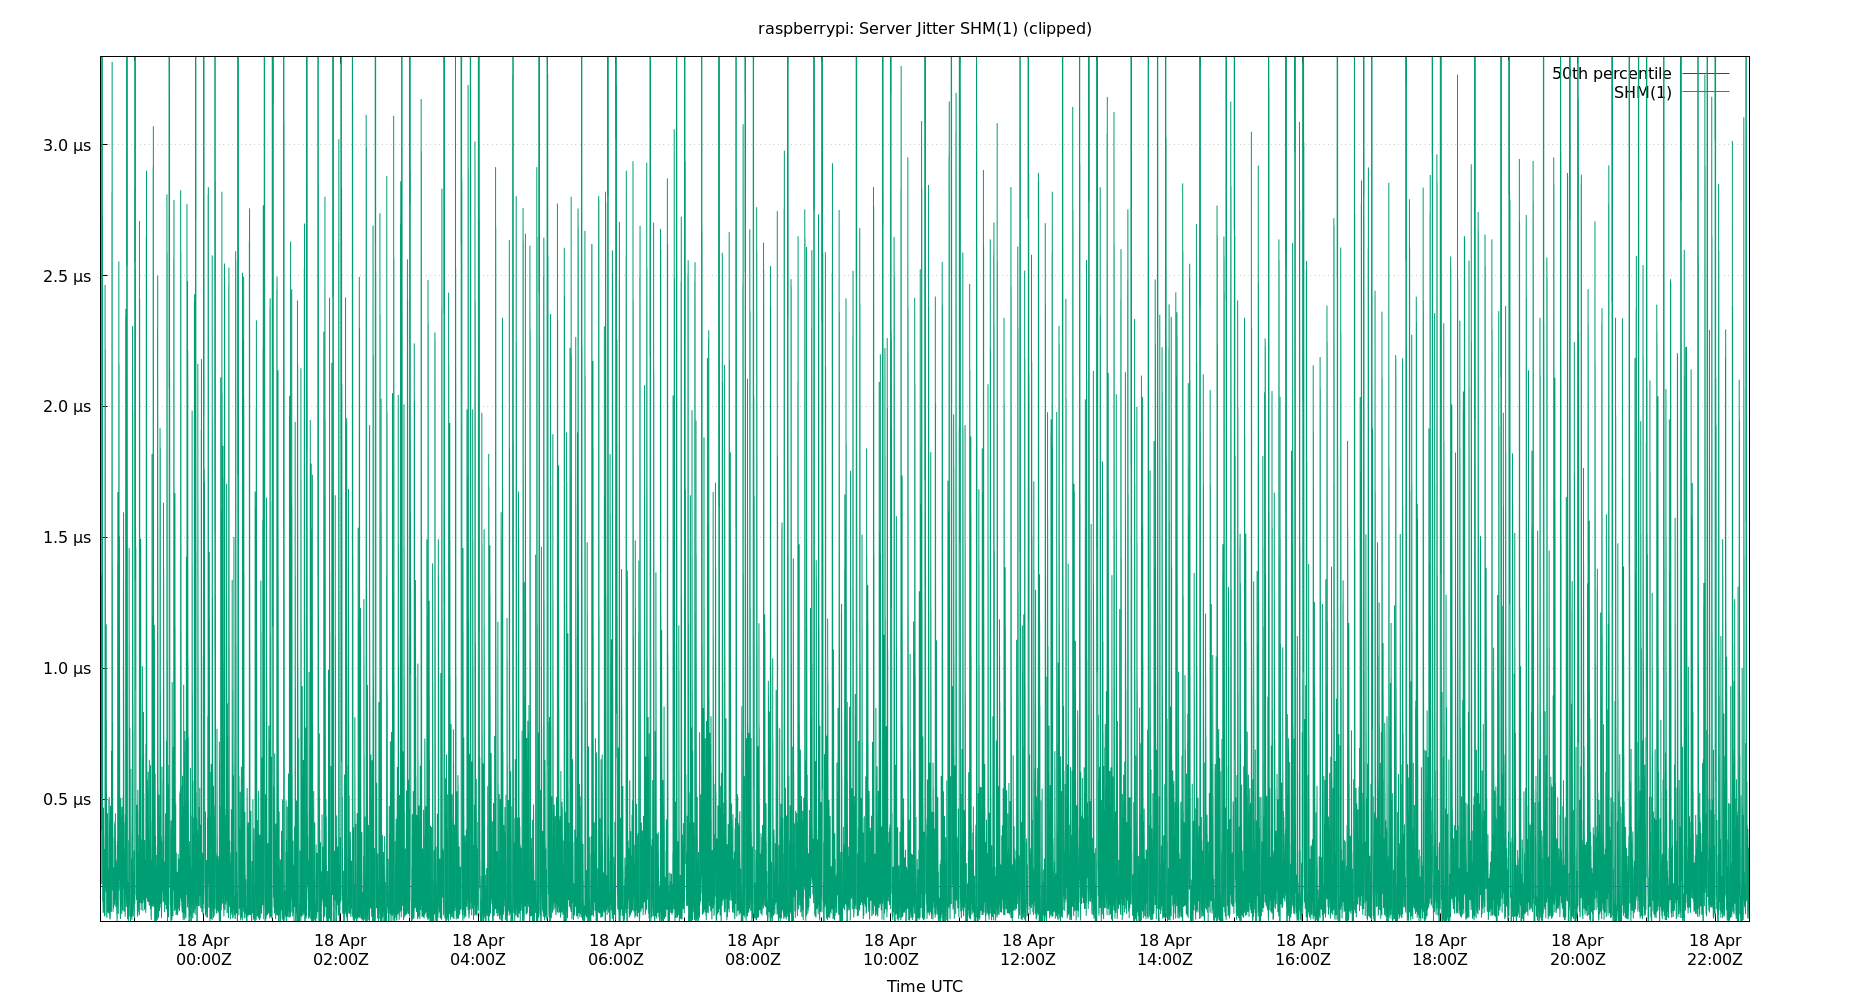 raspberrypi: Server Jitter SHM(1) (clipped)
50th percentile
SHM(1)
3.0 µs
2.5 µs
2.0 µs
1.5 µs
1.0 µs
0.5 µs
18 Apr 18 Apr 18 Apr 18 Apr 18 Apr 18 Apr 18 Apr 18 Apr 18 Apr 18 Apr 18 Apr 18 Apr
00:00Z 02:00Z 04:00Z 06:00Z 08:00Z 10:00Z 12:00Z 14:00Z 16:00Z 18:00Z 20:00Z 22:00Z
Time UTC